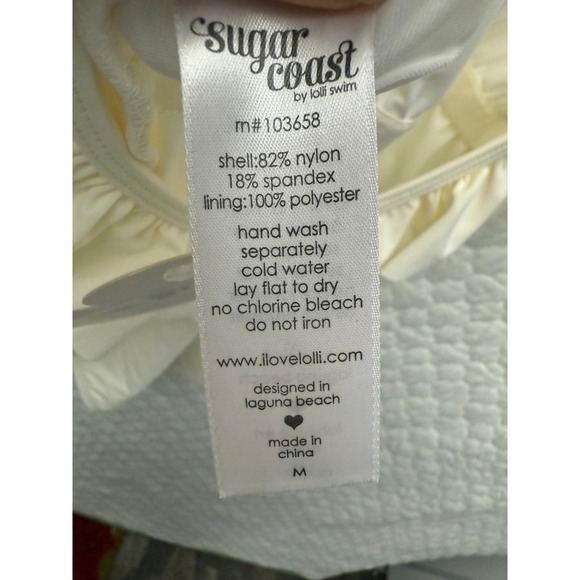 sugar
coast
by lolli swim
rn#103658
shell:82% nylon
18% spandex
lining:100% polyester
hand wash
separately
cold water
lay flat to dry
no chlorine bleach
do not iron
www.ilovelolli.com
designed in
laguna beach
made in
china
M